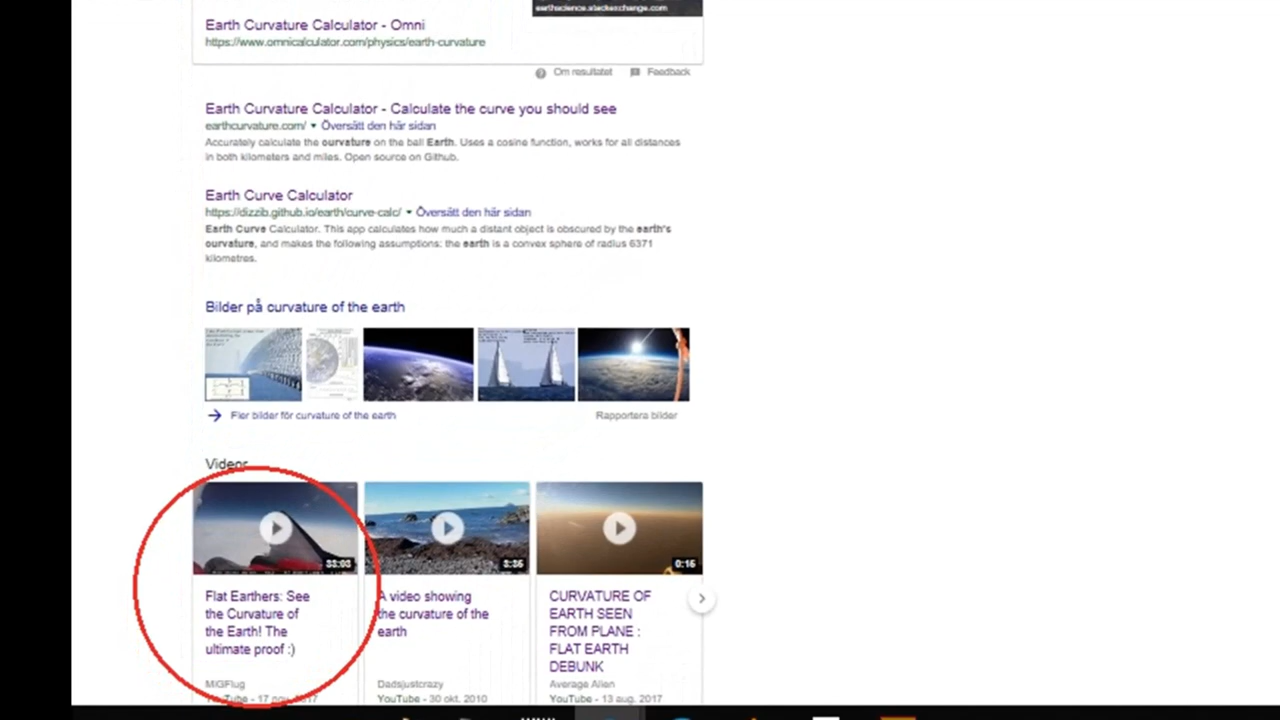 earthscience.stackexchange.com
Earth Curvature Calculator - Omni
https://www.omnicalculator.com/physics/earth-curvature
Om resultatet Feedback
Earth Curvature Calculator - Calculate the curve you should see
earthcurvature.com/ ▾ Översätt den här sidan
Accurately calculate the curvature on the ball Earth. Uses a cosine function, works for all distances
in both kilometers and miles. Open source on Github.
Earth Curve Calculator
https://dizzib.github.io/earth/curve-calc/ ▾ Översätt den här sidan
Earth Curve Calculator. This app calculates how much a distant object is obscured by the earth's
curvature, and makes the following assumptions: the earth is a convex sphere of radius 6371
kilometres.
Bilder på curvature of the earth
Fler bilder för curvature of the earth Rapportera bilder
Videor
33:03 3:35 0:15
Flat Earthers: See
the Curvature of
the Earth! The
ultimate proof :)
MiGFlug
YouTube - 17 nov. 2017
A video showing
the curvature of the
earth
Dadsjustcrazy
YouTube - 30 okt. 2010
CURVATURE OF
EARTH SEEN
FROM PLANE :
FLAT EARTH
DEBUNK
Average Alien
YouTube - 13 aug. 2017